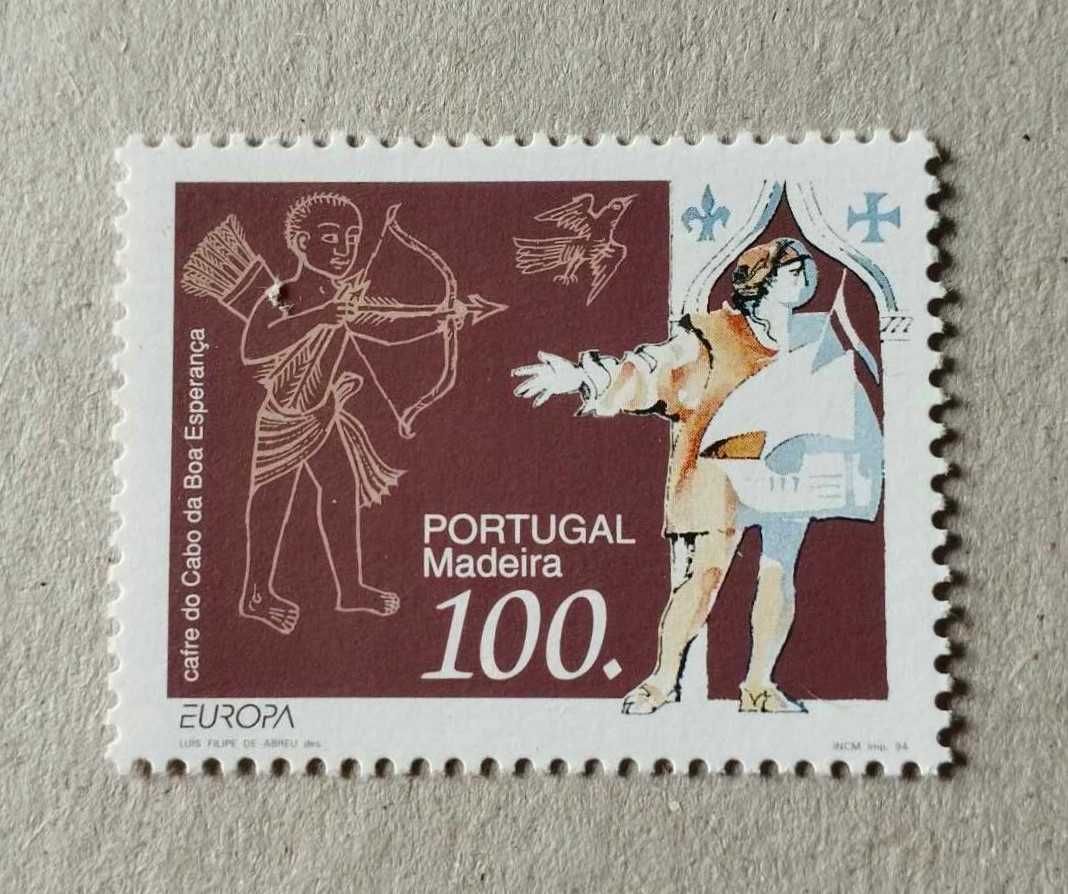 cafre do Cabo da Boa Esperança
PORTUGAL
Madeira
100.
EUROPA
LUIS FILIPE DE ABREU des.
INCM Imp. 94